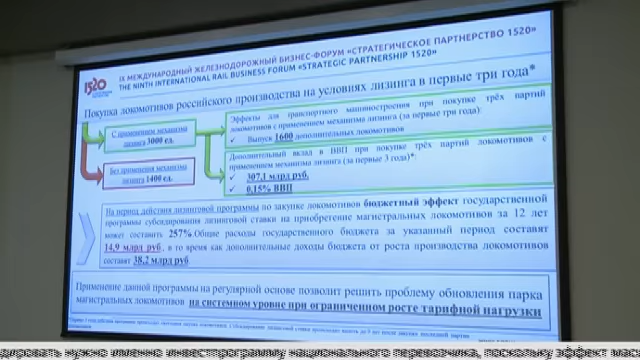 IX МЕЖДУНАРОДНЫЙ ЖЕЛЕЗНОДОРОЖНЫЙ БИЗНЕС-ФОРУМ «СТРАТЕГИЧЕСКОЕ ПАРТНЕРСТВО 1520»
THE NINTH INTERNATIONAL RAIL BUSINESS FORUM «STRATEGIC PARTNERSHIP 1520»
1520
Покупка локомотивов российского производства на условиях лизинга в первые три года*
С применением механизма
лизинга 3000 ед.
Без применения механизма
лизинга 1400 ед.
Эффекты для транспортного машиностроения при покупке трёх партий
локомотивов с применением механизма лизинга (за первые три года):
✓ Выпуск 1600 дополнительных локомотивов
Дополнительный вклад в ВВП при покупке трёх партий локомотивов с
применением механизма лизинга (за первые 3 года)*:
✓ 307,1 млрд руб.
✓ 0,15% ВВП
На период действия лизинговой программы по закупке локомотивов бюджетный эффект государственной
программы субсидирования лизинговой ставки на приобретение магистральных локомотивов за 12 лет
может составить 257%. Общие расходы государственного бюджета за указанный период составят
14,9 млрд руб, в то время как дополнительные доходы бюджета от роста производства локомотивов
составят 38,2 млрд руб
Применение данной программы на регулярной основе позволит решить проблему обновления парка
магистральных локомотивов на системном уровне при ограниченном росте тарифной нагрузки